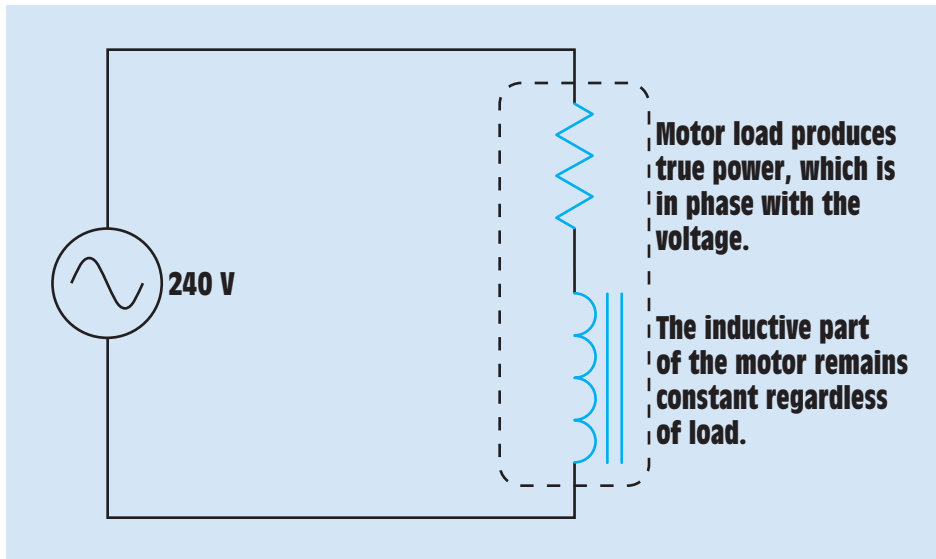 Motor load produces
true power, which is
in phase with the
voltage.
240 V
The inductive part
of the motor remains
constant regardless
of load.